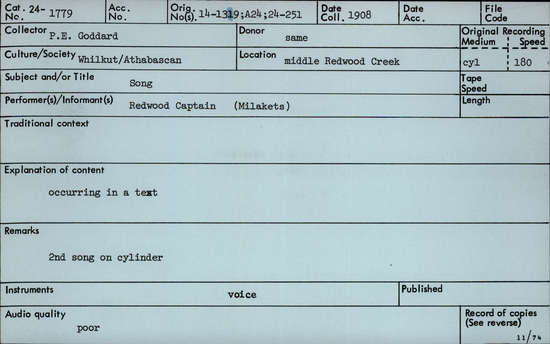 Cat. 24-
No. 1779
Acc.
No.
Orig.
No(s). 14-1319;A24;24-251
Date
Coll. 1908
Date
Acc.
File
Code
Collector P.E. Goddard
Donor same
Original Recording
Medium Speed
Culture/Society Whilkut/Athabascan
Location middle Redwood Creek
cyl 180
Subject and/or Title Song
Tape
Speed
Performer(s)/Informant(s) Redwood Captain (Milakets)
Length
Traditional context
Explanation of content
occurring in a text
Remarks
2nd song on cylinder
Instruments voice
Published
Audio quality
poor
Record of copies
(See reverse)
11/74